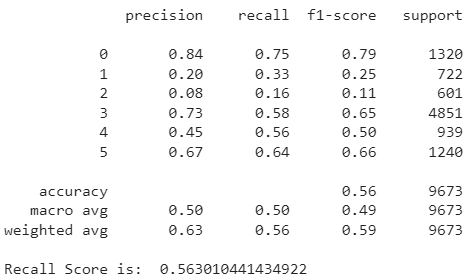 precision recall f1-score support
0 0.84 0.75 0.79 1320
1 0.20 0.33 0.25 722
2 0.08 0.16 0.11 601
3 0.73 0.58 0.65 4851
4 0.45 0.56 0.50 939
5 0.67 0.64 0.66 1240
accuracy 0.56 9673
macro avg 0.50 0.50 0.49 9673
weighted avg 0.63 0.56 0.59 9673
Recall Score is: 0.563010441434922